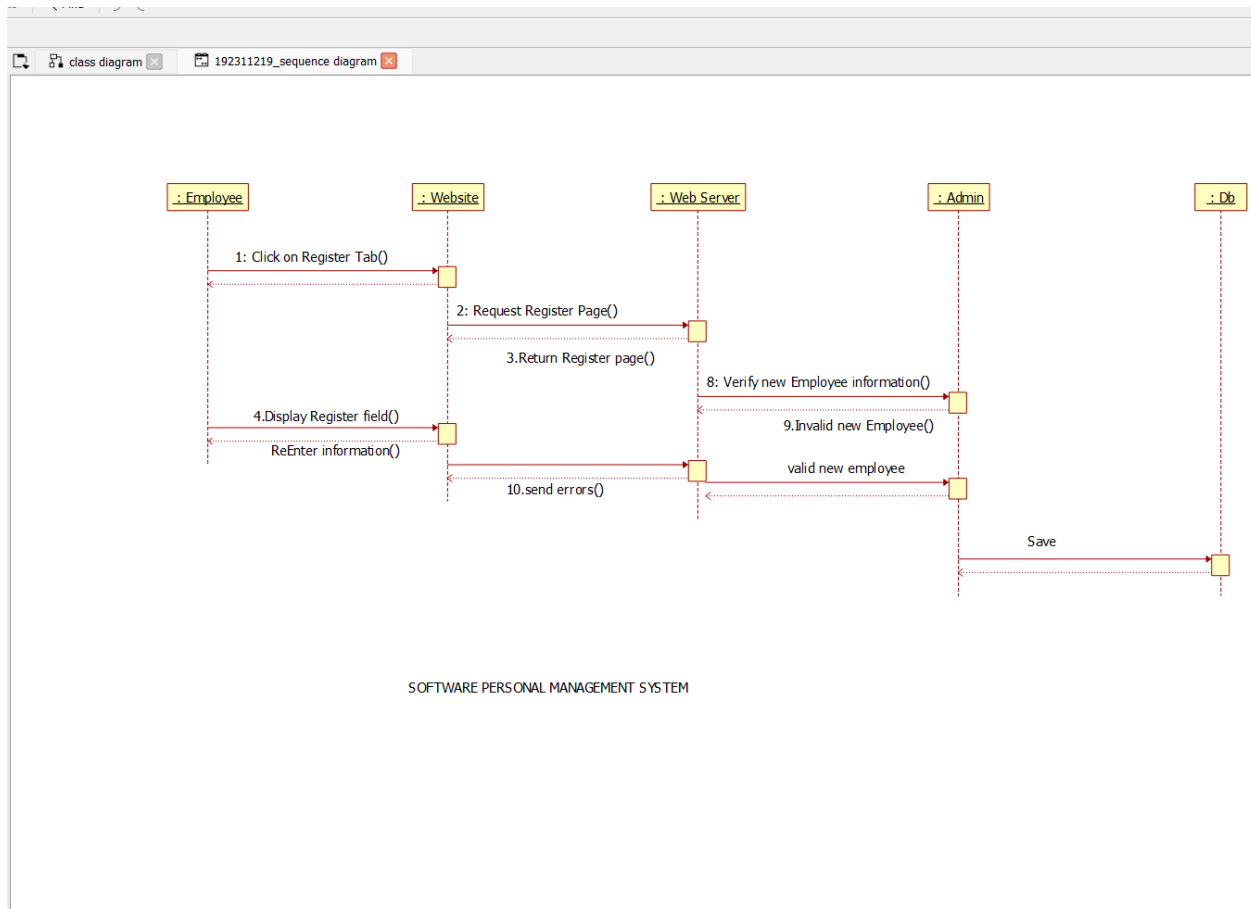 class diagram
192311219_sequence diagram
: Employee
: Website
: Web Server
: Admin
: Db
1: Click on Register Tab()
2: Request Register Page()
3.Return Register page()
8: Verify new Employee information()
4.Display Register field()
9.Invalid new Employee()
ReEnter information()
valid new employee
10.send errors()
Save
SOFTWARE PERSONAL MANAGEMENT SYSTEM